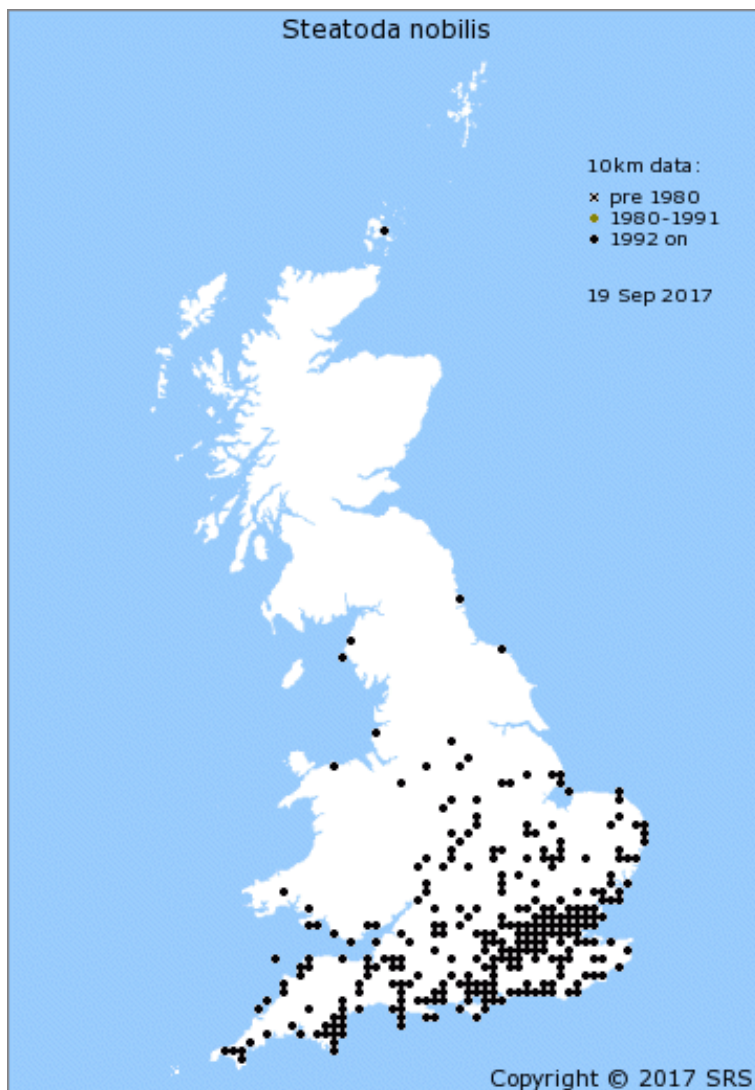 Steatoda nobilis
10km data:
pre 1980
1980-1991
1992 on
19 Sep 2017
Copyright © 2017 SRS